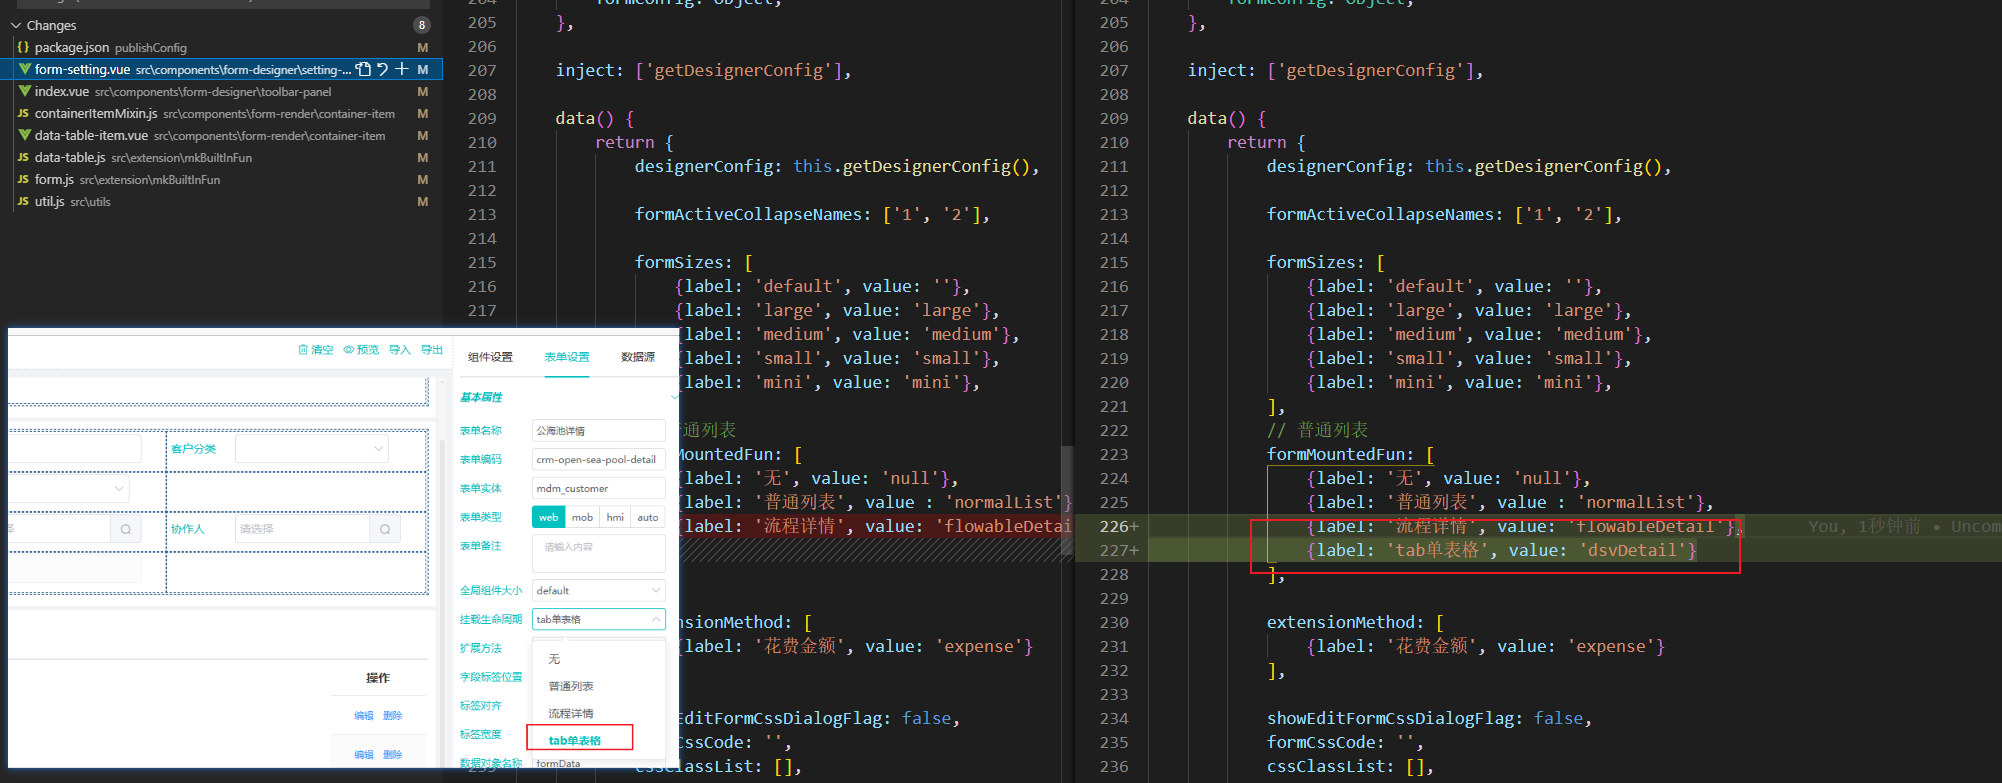 Changes 8
package.json publishConfig M
form-setting.vue src\components\form-designer\setting-... M
index.vue src\components\form-designer\toolbar-panel M
containerItemMixin.js src\components\form-render\container-item M
data-table-item.vue src\components\form-render\container-item M
data-table.js src\extension\mkBuiltInFun M
form.js src\extension\mkBuiltInFun M
util.js src\utils M
清空 预览 导入 导出
客户分类
协作人 请选择
操作
编辑 删除
编辑 删除
组件设置 表单设置 数据源
基本属性
表单名称 公海池详情
表单编码 crm-open-sea-pool-detail
表单实体 mdm_customer
表单类型 web mob hmi auto
表单备注 请输入内容
全局组件大小 default
挂载生命周期 tab单表格
扩展方法
无
字段标签位置
普通列表
标签对齐
流程详情
标签宽度
tab单表格
数据对象名称 formData
205 },
206
207 inject: ['getDesignerConfig'],
208
209 data() {
210 return {
211 designerConfig: this.getDesignerConfig(),
212
213 formActiveCollapseNames: ['1', '2'],
214
215 formSizes: [
216 {label: 'default', value: ''},
217 {label: 'large', value: 'large'},
{label: 'medium', value: 'medium'},
{label: 'small', value: 'small'},
{label: 'mini', value: 'mini'},
通列表
MountedFun: [
{label: '无', value: 'null'},
{label: '普通列表', value : 'normalList'}
{label: '流程详情', value: 'flowableDetai
nsionMethod: [
{label: '花费金额', value: 'expense'}
EditFormCssDialogFlag: false,
CssCode: '',
cssClassList: [],
204 formConfig: Object,
205 },
206
207 inject: ['getDesignerConfig'],
208
209 data() {
210 return {
211 designerConfig: this.getDesignerConfig(),
212
213 formActiveCollapseNames: ['1', '2'],
214
215 formSizes: [
216 {label: 'default', value: ''},
217 {label: 'large', value: 'large'},
218 {label: 'medium', value: 'medium'},
219 {label: 'small', value: 'small'},
220 {label: 'mini', value: 'mini'},
221 ],
222 // 普通列表
223 formMountedFun: [
224 {label: '无', value: 'null'},
225 {label: '普通列表', value : 'normalList'},
226+ {label: '流程详情', value: 'flowableDetail'}, You, 1秒钟前 • Uncom
227+ {label: 'tab单表格', value: 'dsvDetail'}
228 ],
229
230 extensionMethod: [
231 {label: '花费金额', value: 'expense'}
232 ],
233
234 showEditFormCssDialogFlag: false,
235 formCssCode: '',
236 cssClassList: [],